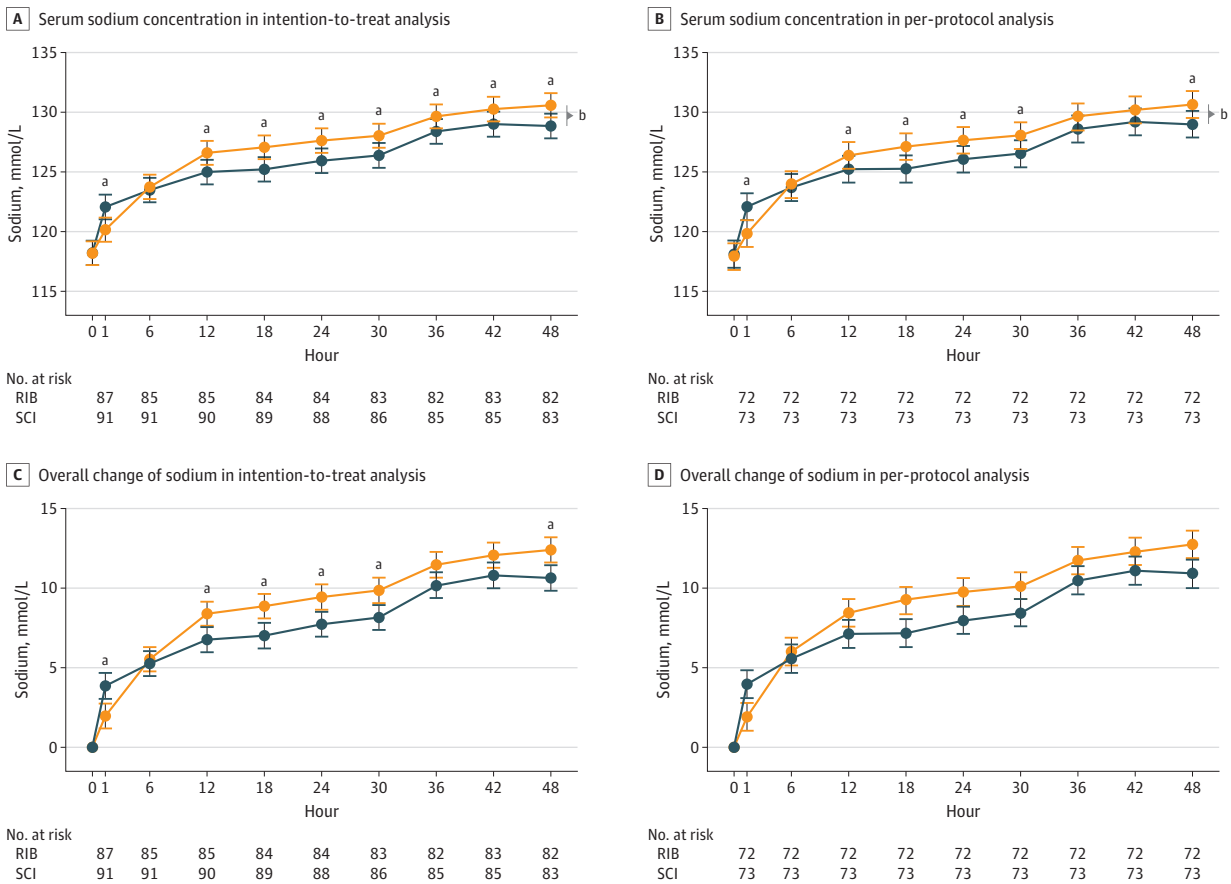 A Serum sodium concentration in intention-to-treat analysis
135
130
125
120
115
Sodium, mmol/L
a a a a a a a a
b
0 1 6 12 18 24 30 36 42 48
Hour
No. at risk
RIB 87 85 85 84 84 83 82 83 82
SCI 91 91 90 89 88 86 85 85 83
B Serum sodium concentration in per-protocol analysis
135
130
125
120
115
Sodium, mmol/L
a a a a a a
b
0 1 6 12 18 24 30 36 42 48
Hour
No. at risk
RIB 72 72 72 72 72 72 72 72 72
SCI 73 73 73 73 73 73 73 73 73
C Overall change of sodium in intention-to-treat analysis
15
10
5
0
Sodium, mmol/L
a a a a a a
0 1 6 12 18 24 30 36 42 48
Hour
No. at risk
RIB 87 85 85 84 84 83 82 83 82
SCI 91 91 90 89 88 86 85 85 83
D Overall change of sodium in per-protocol analysis
15
10
5
0
Sodium, mmol/L
0 1 6 12 18 24 30 36 42 48
Hour
No. at risk
RIB 72 72 72 72 72 72 72 72 72
SCI 73 73 73 73 73 73 73 73 73